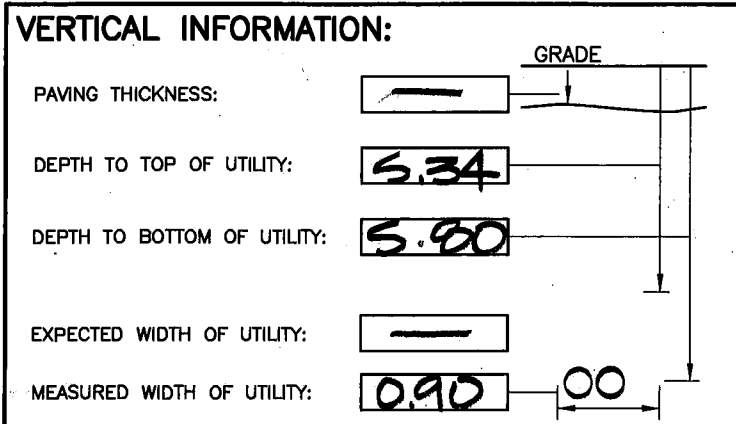 VERTICAL INFORMATION:
GRADE
PAVING THICKNESS: —
DEPTH TO TOP OF UTILITY: 5.34
DEPTH TO BOTTOM OF UTILITY: 5.80
EXPECTED WIDTH OF UTILITY: —
MEASURED WIDTH OF UTILITY: 0.90 OO